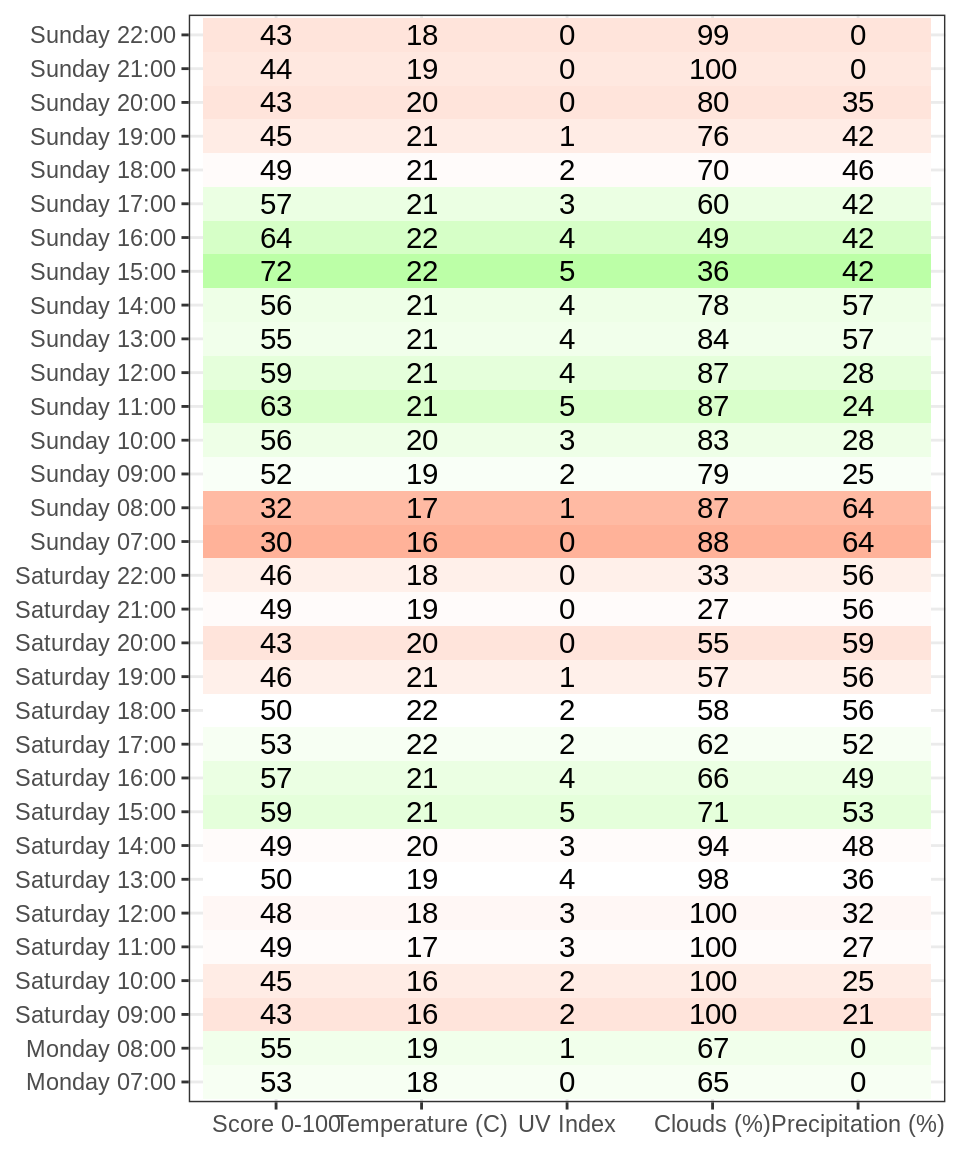 Sunday 22:00 43 18 0 99 0
Sunday 21:00 44 19 0 100 0
Sunday 20:00 43 20 0 80 35
Sunday 19:00 45 21 1 76 42
Sunday 18:00 49 21 2 70 46
Sunday 17:00 57 21 3 60 42
Sunday 16:00 64 22 4 49 42
Sunday 15:00 72 22 5 36 42
Sunday 14:00 56 21 4 78 57
Sunday 13:00 55 21 4 84 57
Sunday 12:00 59 21 4 87 28
Sunday 11:00 63 21 5 87 24
Sunday 10:00 56 20 3 83 28
Sunday 09:00 52 19 2 79 25
Sunday 08:00 32 17 1 87 64
Sunday 07:00 30 16 0 88 64
Saturday 22:00 46 18 0 33 56
Saturday 21:00 49 19 0 27 56
Saturday 20:00 43 20 0 55 59
Saturday 19:00 46 21 1 57 56
Saturday 18:00 50 22 2 58 56
Saturday 17:00 53 22 2 62 52
Saturday 16:00 57 21 4 66 49
Saturday 15:00 59 21 5 71 53
Saturday 14:00 49 20 3 94 48
Saturday 13:00 50 19 4 98 36
Saturday 12:00 48 18 3 100 32
Saturday 11:00 49 17 3 100 27
Saturday 10:00 45 16 2 100 25
Saturday 09:00 43 16 2 100 21
Monday 08:00 55 19 1 67 0
Monday 07:00 53 18 0 65 0
Score 0-100 Temperature (C) UV Index Clouds (%) Precipitation (%)